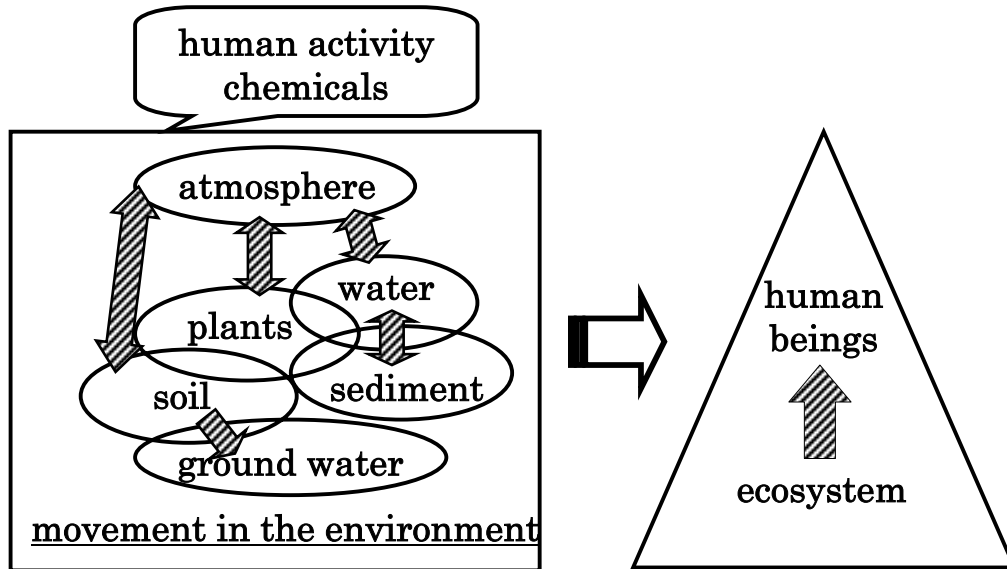 human activity
chemicals
atmosphere
water
plants
sediment
soil
ground water
movement in the environment
human
beings
ecosystem